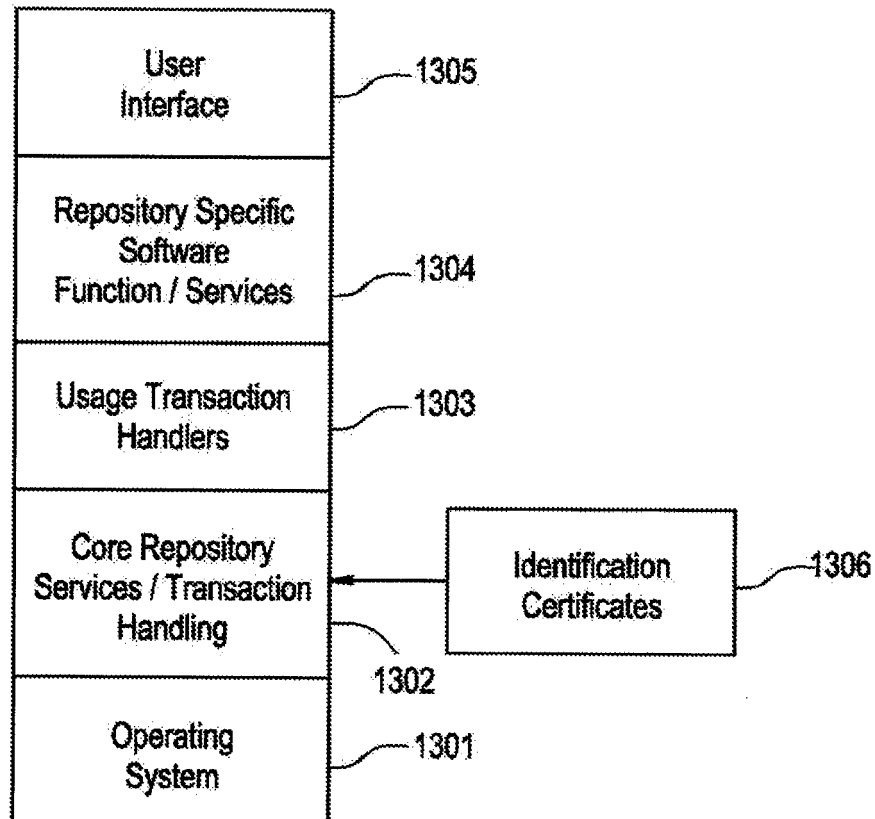 User
Interface
1305
Repository Specific
Software
Function / Services
1304
Usage Transaction
Handlers
1303
Core Repository
Services / Transaction
Handling
1302
Identification
Certificates
1306
Operating
System
1301